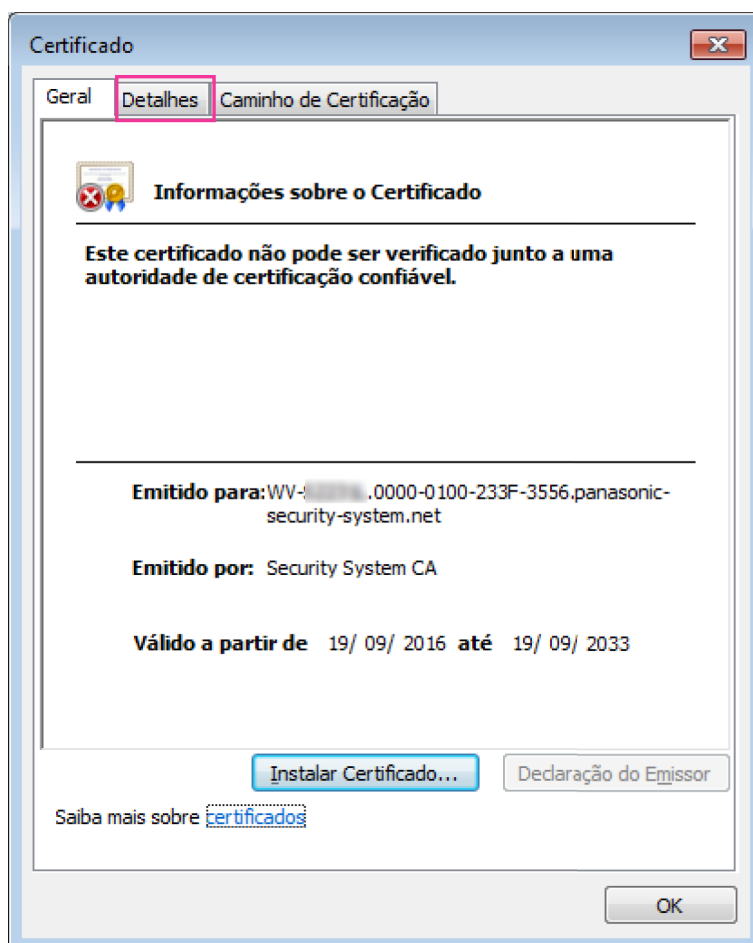 Certificado
Geral Detalhes Caminho de Certificação
Informações sobre o Certificado
Este certificado não pode ser verificado junto a uma
autoridade de certificação confiável.
Emitido para: WV- .0000-0100-233F-3556.panasonic-
security-system.net
Emitido por: Security System CA
Válido a partir de 19/ 09/ 2016 até 19/ 09/ 2033
Instalar Certificado... Declaração do Emissor
Saiba mais sobre certificados
OK